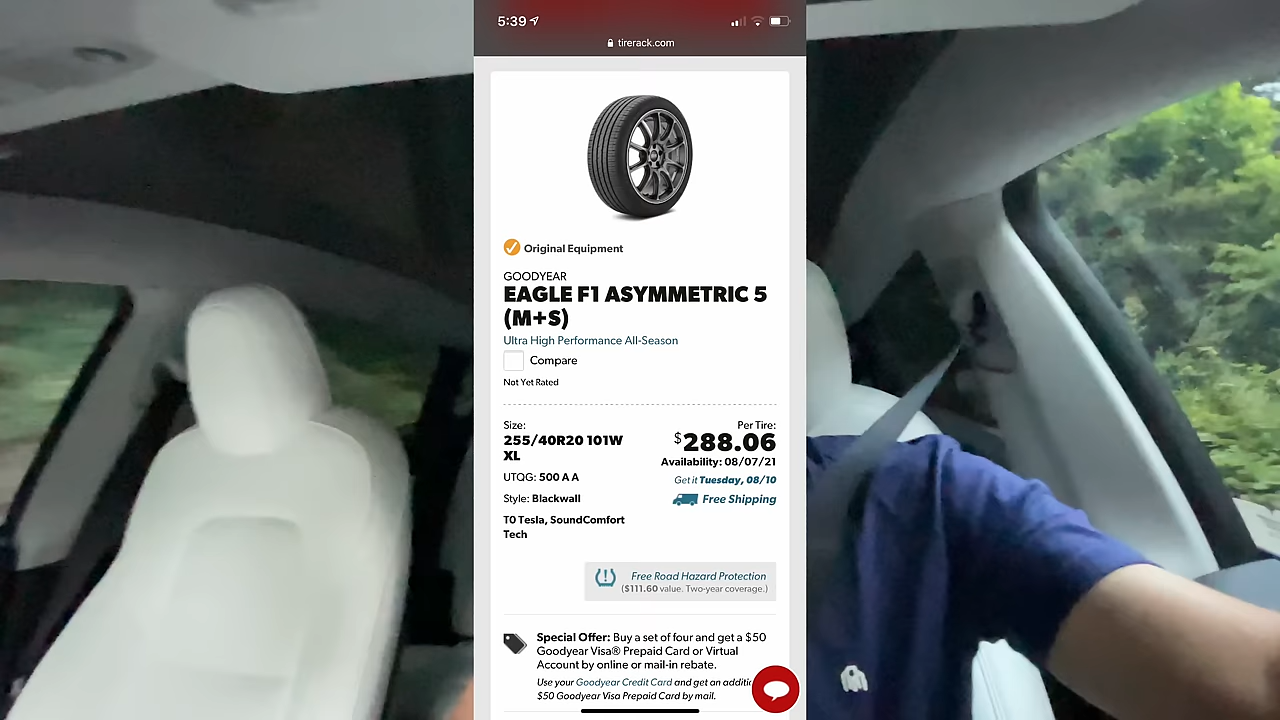 5:39
tirerack.com
Original Equipment
GOODYEAR
EAGLE F1 ASYMMETRIC 5
(M+S)
Ultra High Performance All-Season
Compare
Not Yet Rated
Size:
255/40R20 101W
XL
UTQG: 500 A A
Style: Blackwall
T0 Tesla, SoundComfort
Tech
Per Tire:
$288.06
Availability: 08/07/21
Get it Tuesday, 08/10
Free Shipping
Free Road Hazard Protection
($111.60 value. Two-year coverage.)
Special Offer: Buy a set of four and get a $50
Goodyear Visa® Prepaid Card or Virtual
Account by online or mail-in rebate.
Use your Goodyear Credit Card and get an
$50 Goodyear Visa Prepaid Card by mail.